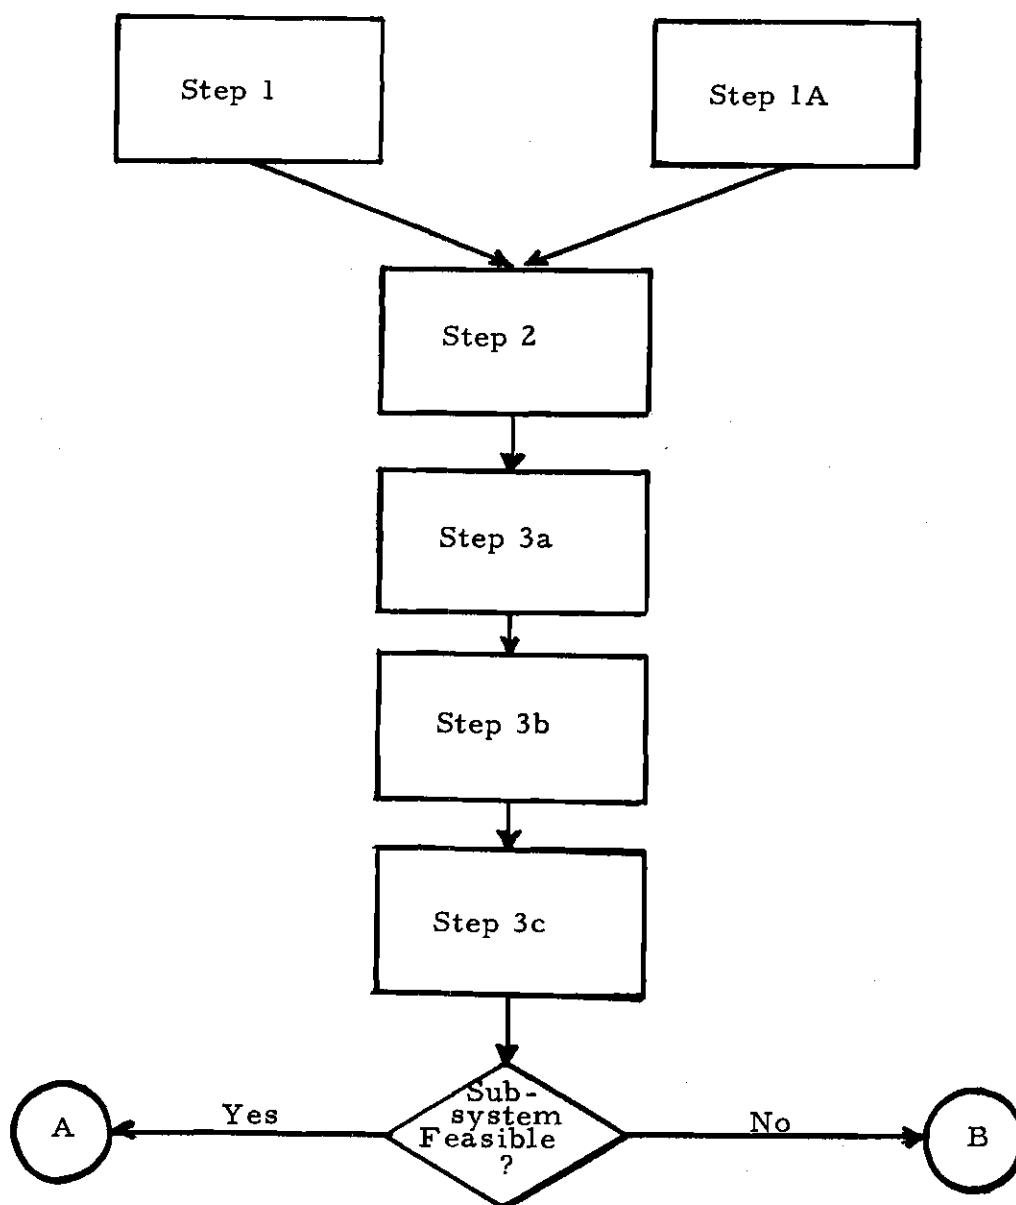 Step 1
Step 1A
Step 2
Step 3a
Step 3b
Step 3c
Sub-
system
Feasible
?
Yes
No
A
B